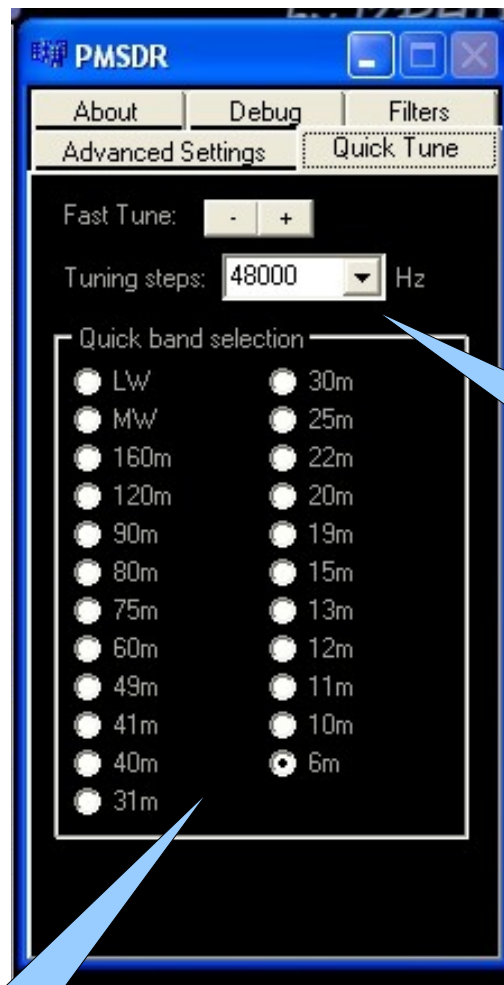 PMSDR
About Debug Filters
Advanced Settings Quick Tune
Fast Tune: - +
Tuning steps: 48000 Hz
Quick band selection
LW 30m
MW 25m
160m 22m
120m 20m
90m 19m
80m 15m
75m 13m
60m 12m
49m 11m
41m 10m
40m 6m
31m